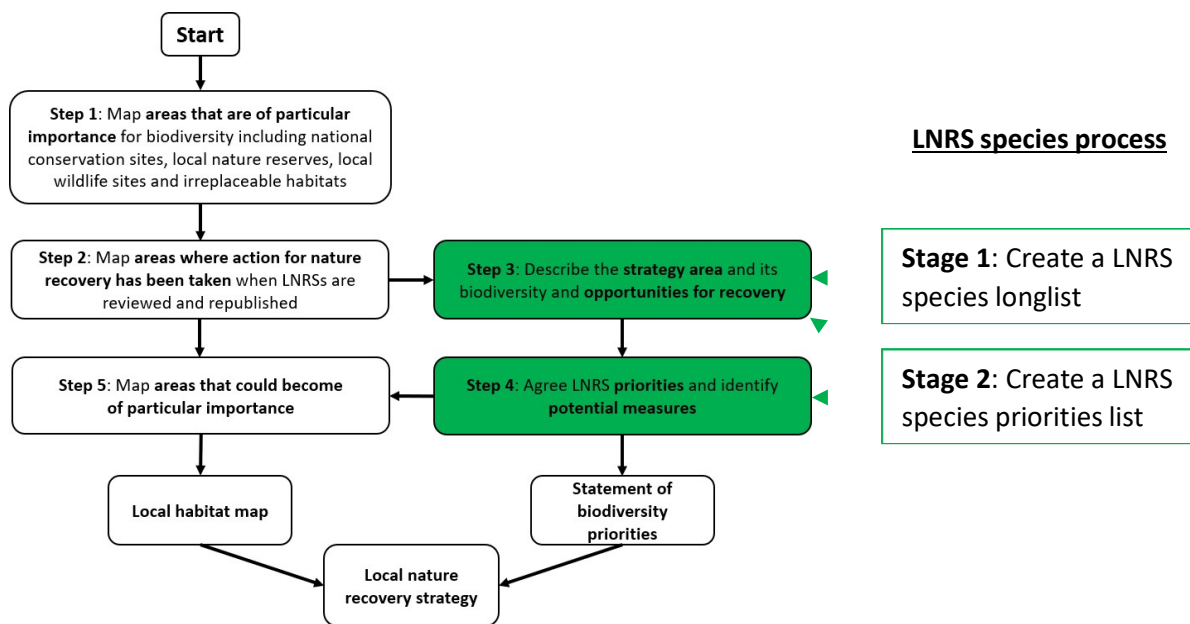 Start
Step 1: Map areas that are of particular
importance for biodiversity including national
conservation sites, local nature reserves, local
wildlife sites and irreplaceable habitats
LNRS species process
Step 2: Map areas where action for nature
recovery has been taken when LNRSs are
reviewed and republished
Step 3: Describe the strategy area and its
biodiversity and opportunities for recovery
Stage 1: Create a LNRS
species longlist
Step 5: Map areas that could become
of particular importance
Step 4: Agree LNRS priorities and identify
potential measures
Stage 2: Create a LNRS
species priorities list
Local habitat map
Statement of
biodiversity
priorities
Local nature
recovery strategy